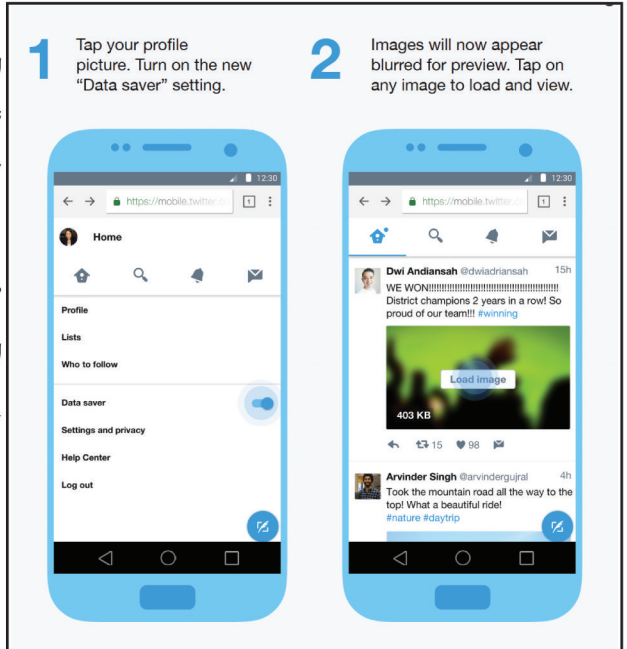 1
Tap your profile
picture. Turn on the new
“Data saver” setting.
12:30
https://mobile.twitter
1
Home
Profile
Lists
Who to follow
Data saver
Settings and privacy
Help Center
Log out
2
Images will now appear
blurred for preview. Tap on
any image to load and view.
12:30
https://mobile.twitter
1
Dwi Andiansah @dwiadriansah 15h
WE WON!!!!!!!!!!!!!!!!!!!!!!!!!!!!!!!!!!!!!!!!!!!!!!!!
District champions 2 years in a row! So
proud of our team!!! #winning
Load image
403 KB
15 98
Arvinder Singh @arvindergujral 4h
Took the mountain road all the way to the
top! What a beautiful ride!
#nature #daytrip